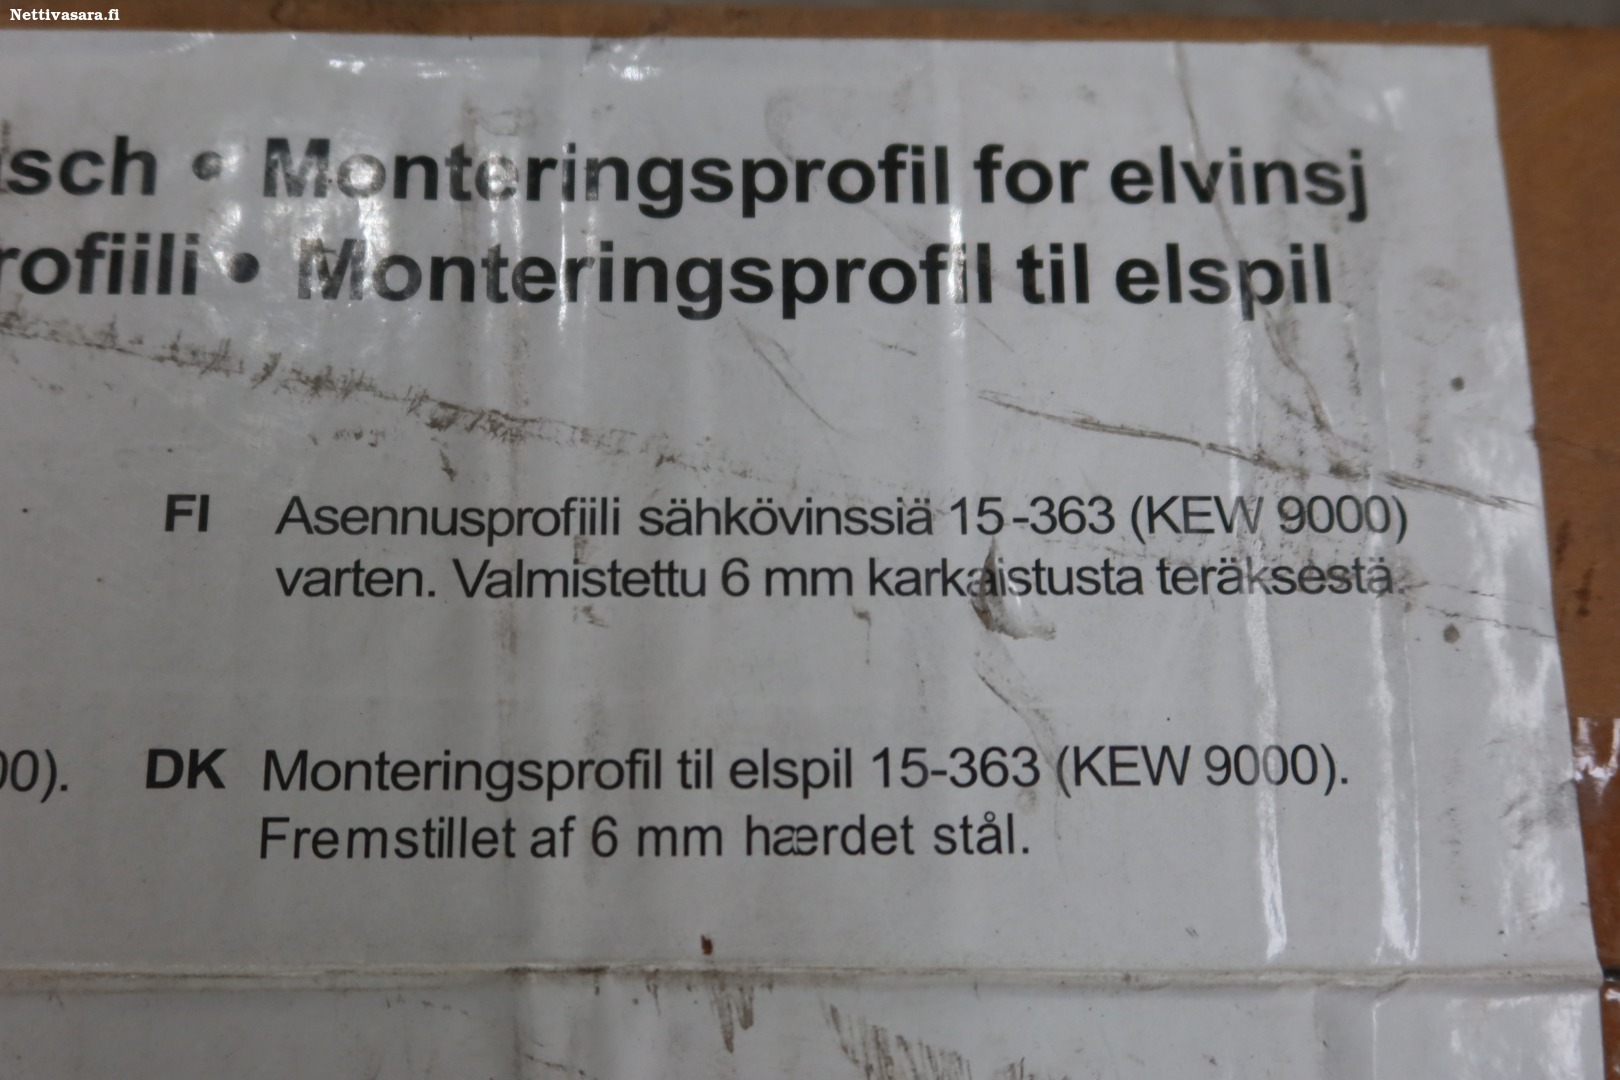 Nettivasara.fi
sch • Monteringsprofil for elvinsj
rofiili • Monteringsprofil til elspil
FI Asennusprofiili sähkövinssiä 15-363 (KEW 9000)
varten. Valmistettu 6 mm karkaistusta teräksestä.
00). DK Monteringsprofil til elspil 15-363 (KEW 9000).
Fremstillet af 6 mm hærdet stål.